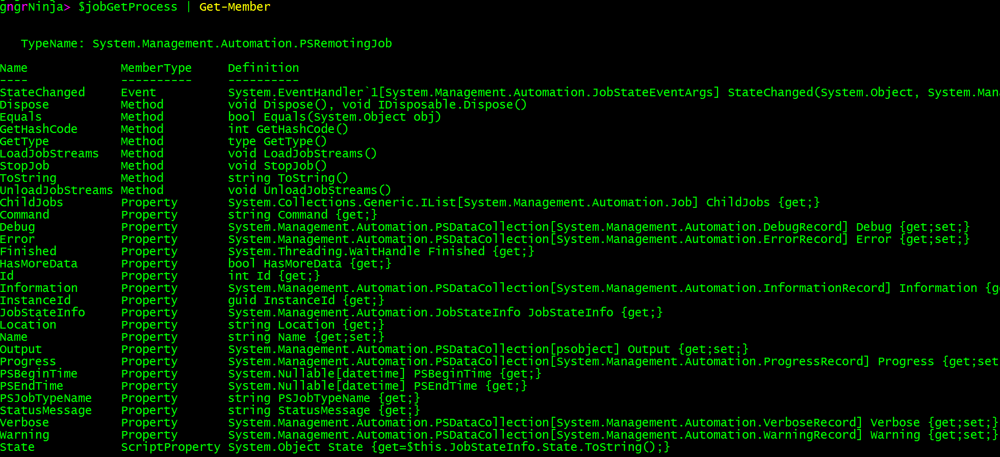 gngrNinja> $jobGetProcess | Get-Member
TypeName: System.Management.Automation.PSRemotingJob
Name MemberType Definition
---- ---------- ----------
StateChanged Event System.EventHandler`1[System.Management.Automation.JobStateEventArgs] StateChanged(System.Object, System.Man
Dispose Method void Dispose(), void IDisposable.Dispose()
Equals Method bool Equals(System.Object obj)
GetHashCode Method int GetHashCode()
GetType Method type GetType()
LoadJobStreams Method void LoadJobStreams()
StopJob Method void StopJob()
ToString Method string ToString()
UnloadJobStreams Method void UnloadJobStreams()
ChildJobs Property System.Collections.Generic.IList[System.Management.Automation.Job] ChildJobs {get;}
Command Property string Command {get;}
Debug Property System.Management.Automation.PSDataCollection[System.Management.Automation.DebugRecord] Debug {get;set;}
Error Property System.Management.Automation.PSDataCollection[System.Management.Automation.ErrorRecord] Error {get;set;}
Finished Property System.Threading.WaitHandle Finished {get;}
HasMoreData Property bool HasMoreData {get;}
Id Property int Id {get;}
Information Property System.Management.Automation.PSDataCollection[System.Management.Automation.InformationRecord] Information {g
InstanceId Property guid InstanceId {get;}
JobStateInfo Property System.Management.Automation.JobStateInfo JobStateInfo {get;}
Location Property string Location {get;}
Name Property string Name {get;set;}
Output Property System.Management.Automation.PSDataCollection[psobject] Output {get;set;}
Progress Property System.Management.Automation.PSDataCollection[System.Management.Automation.ProgressRecord] Progress {get;set
PSBeginTime Property System.Nullable[datetime] PSBeginTime {get;}
PSEndTime Property System.Nullable[datetime] PSEndTime {get;}
PSJobTypeName Property string PSJobTypeName {get;}
StatusMessage Property string StatusMessage {get;}
Verbose Property System.Management.Automation.PSDataCollection[System.Management.Automation.VerboseRecord] Verbose {get;set;}
Warning Property System.Management.Automation.PSDataCollection[System.Management.Automation.WarningRecord] Warning {get;set;}
State ScriptProperty System.Object State {get=$this.JobStateInfo.State.ToString();}